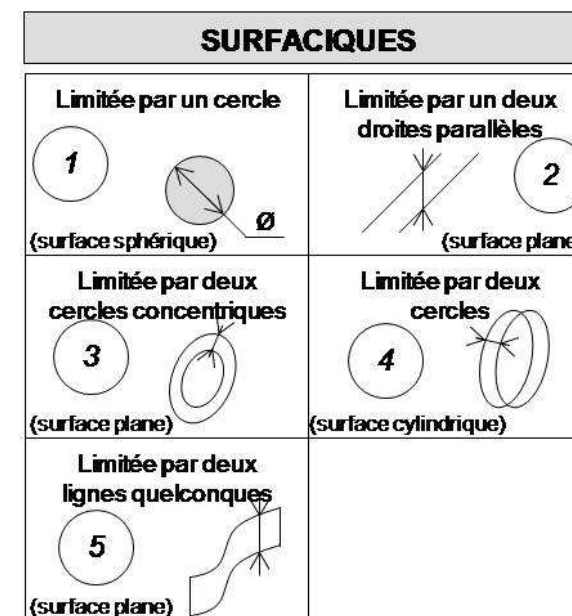 SURFACIQUES
Limitée par un cercle
1
Ø
(surface sphérique)
Limitée par un deux
droites parallèles
2
(surface plane
Limitée par deux
cercles concentriques
3
(surface plane)
Limitée par deux
cercles
4
(surface cylindrique)
Limitée par deux
lignes quelconques
5
(surface plane)